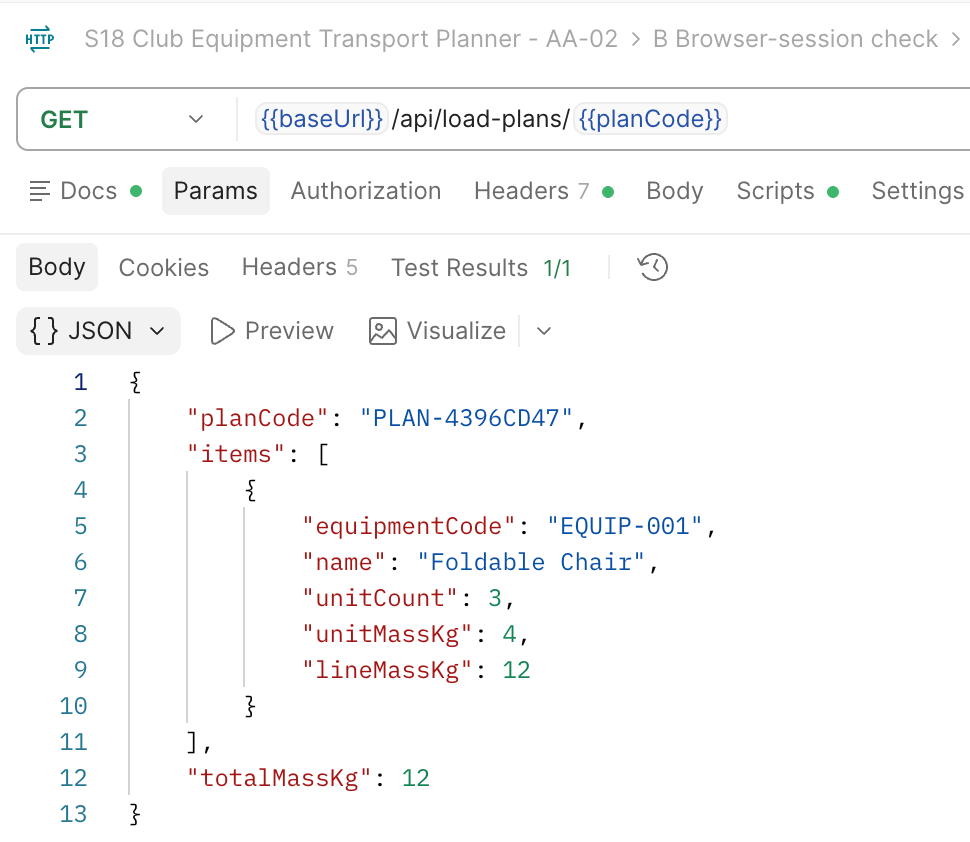 HTTP S18 Club Equipment Transport Planner - AA-02 > B Browser-session check >
GET {{baseUrl}}/api/load-plans/{{planCode}}
Docs Params Authorization Headers 7 Body Scripts Settings
Body Cookies Headers 5 Test Results 1/1
{} JSON Preview Visualize
1 {
2 "planCode": "PLAN-4396CD47",
3 "items": [
4 {
5 "equipmentCode": "EQUIP-001",
6 "name": "Foldable Chair",
7 "unitCount": 3,
8 "unitMassKg": 4,
9 "lineMassKg": 12
10 }
11 ],
12 "totalMassKg": 12
13 }